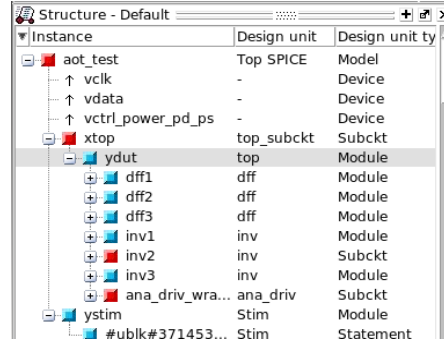 Structure - Default
Instance Design unit Design unit ty
aot_test Top SPICE Model
vclk - Device
vdata - Device
vctrl_power_pd_ps - Device
xtop top_subckt Subckt
ydut top Module
dff1 dff Module
dff2 dff Module
dff3 dff Module
inv1 inv Module
inv2 inv Subckt
inv3 inv Module
ana_driv_wra... ana_driv Subckt
ystim Stim Module
#ublk#371453... Stim Statement